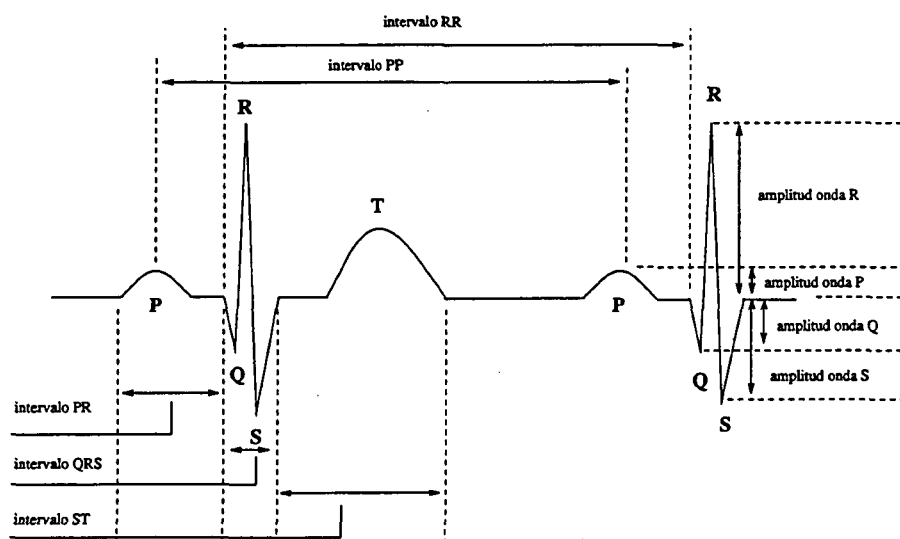 intervalo RR
intervalo PP
R
R
amplitud onda R
T
P
P
amplitud onda P
amplitud onda Q
Q
Q
amplitud onda S
intervalo PR
S
S
intervalo QRS
intervalo ST